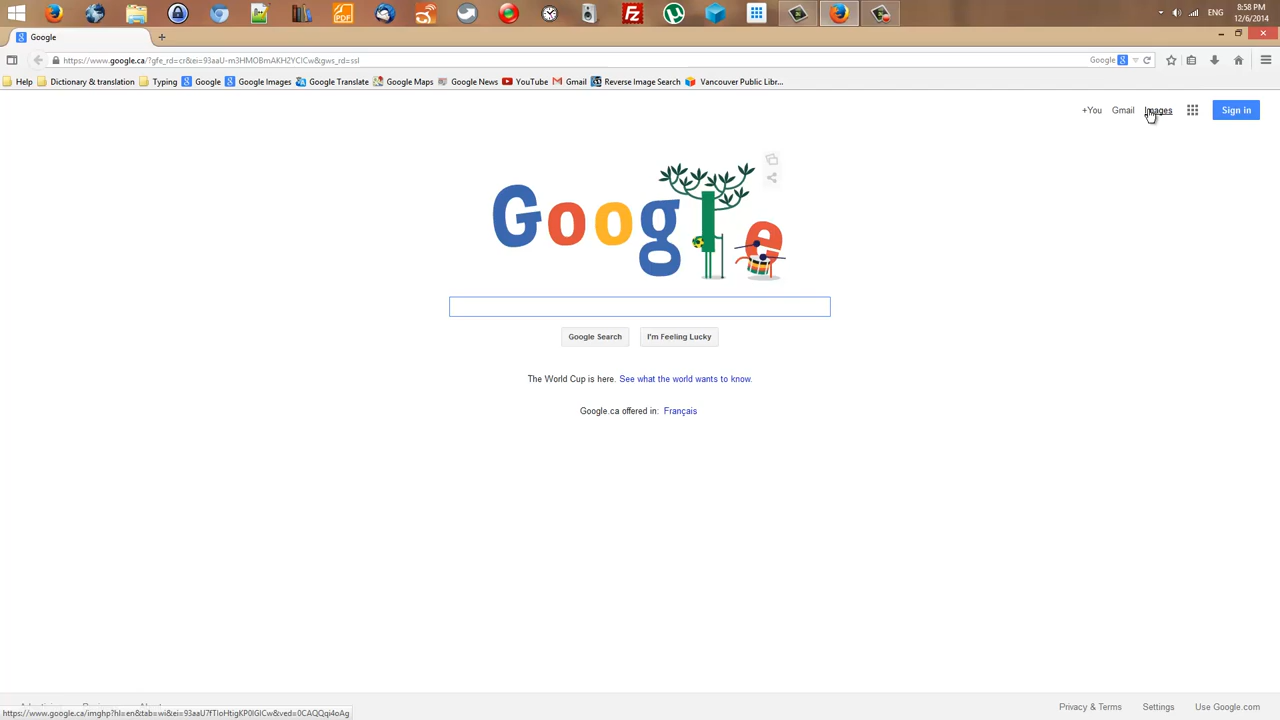 8:58 PM
ENG
12/6/2014
Google
https://www.google.ca/?gfe_rd=cr&ei=93aaU-m3HMOBmAKH2YCICw&gws_rd=ssl
Google
Help Dictionary & translation Typing Google Google Images Google Translate Google Maps Google News YouTube Gmail Reverse Image Search Vancouver Public Libr...
+You Gmail Images Sign in
Google
Google Search I'm Feeling Lucky
The World Cup is here. See what the world wants to know.
Google.ca offered in: Français
Privacy & Terms Settings Use Google.com
https://www.google.ca/imghp?hl=en&tab=wi&ei=93aaU7fTIoHtigKP0IGICw&ved=0CAQQqi4oAg